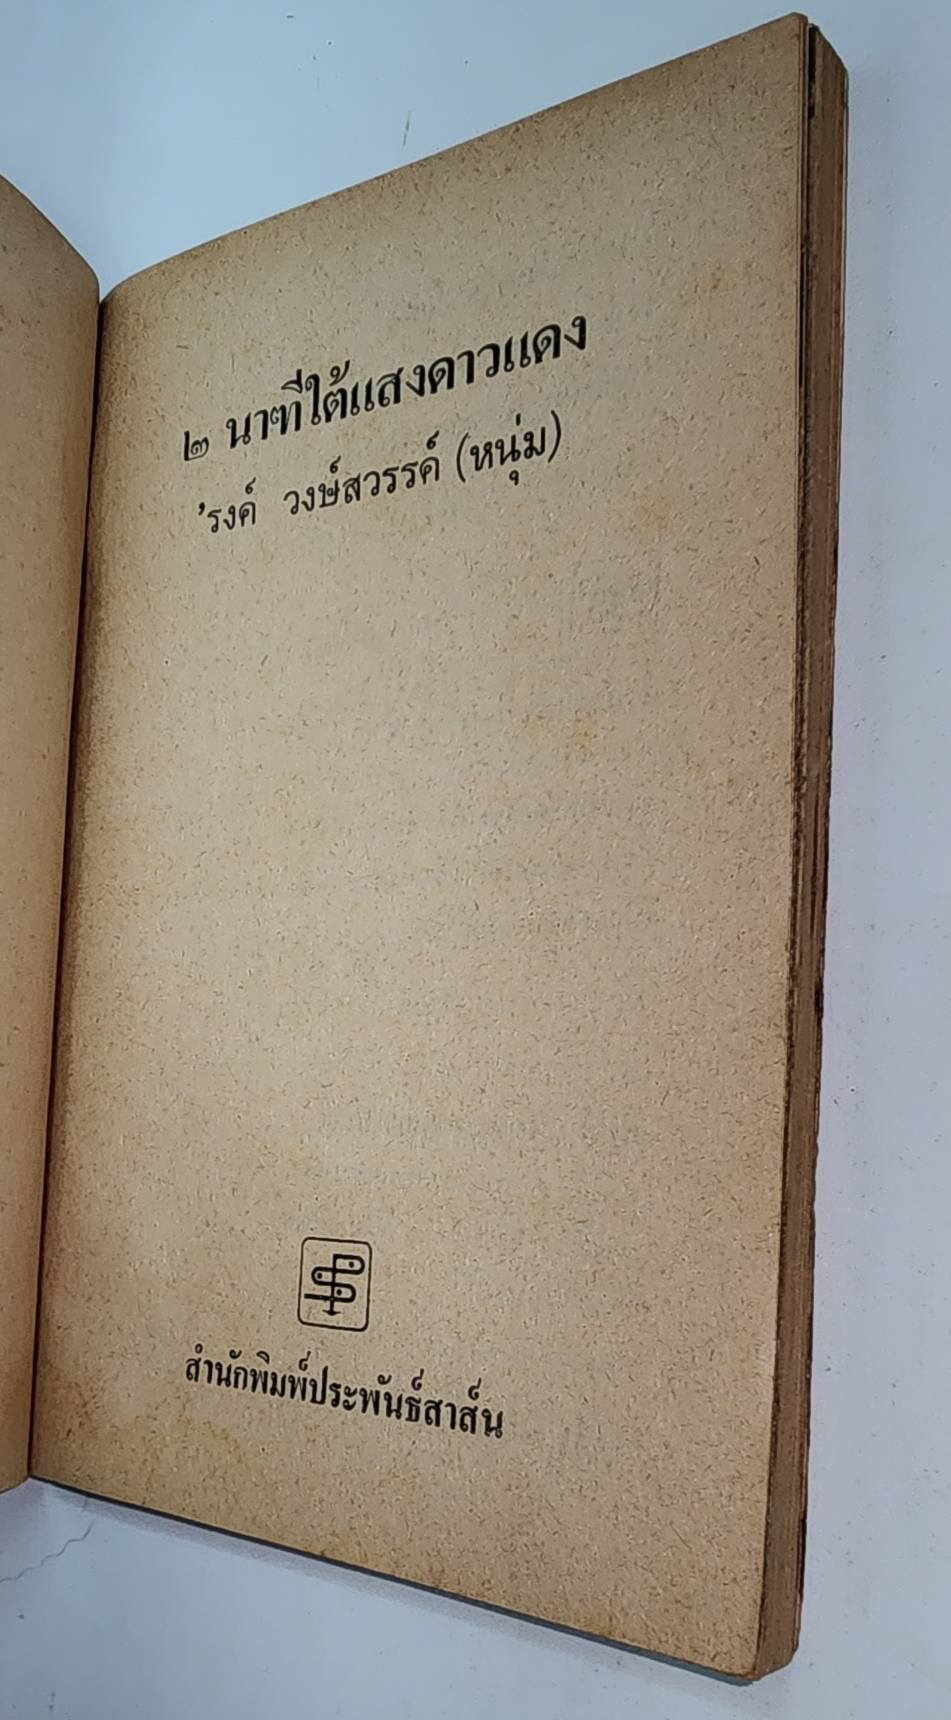 ๒ นาฑีใต้แสงดาวแดง
'รงค์ วงษ์สวรรค์ (หนุ่ม)
สำนักพิมพ์ประพันธ์สาส์น